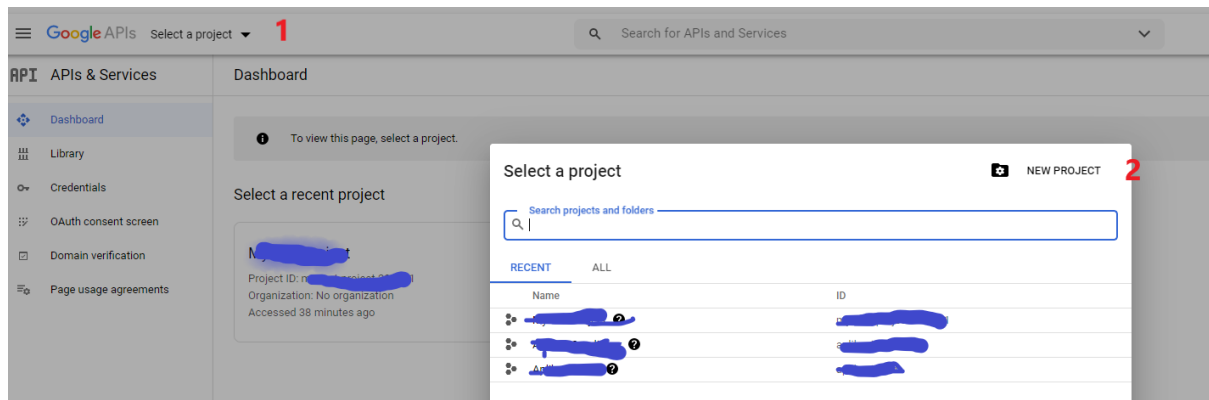 Google APIs Select a project 1 Search for APIs and Services
API APIs & Services Dashboard
Dashboard
To view this page, select a project.
Library
Select a project NEW PROJECT 2
Credentials
Select a recent project
Search projects and folders
OAuth consent screen
Domain verification
RECENT ALL
Project ID:
Page usage agreements
Organization: No organization
Name ID
Accessed 38 minutes ago